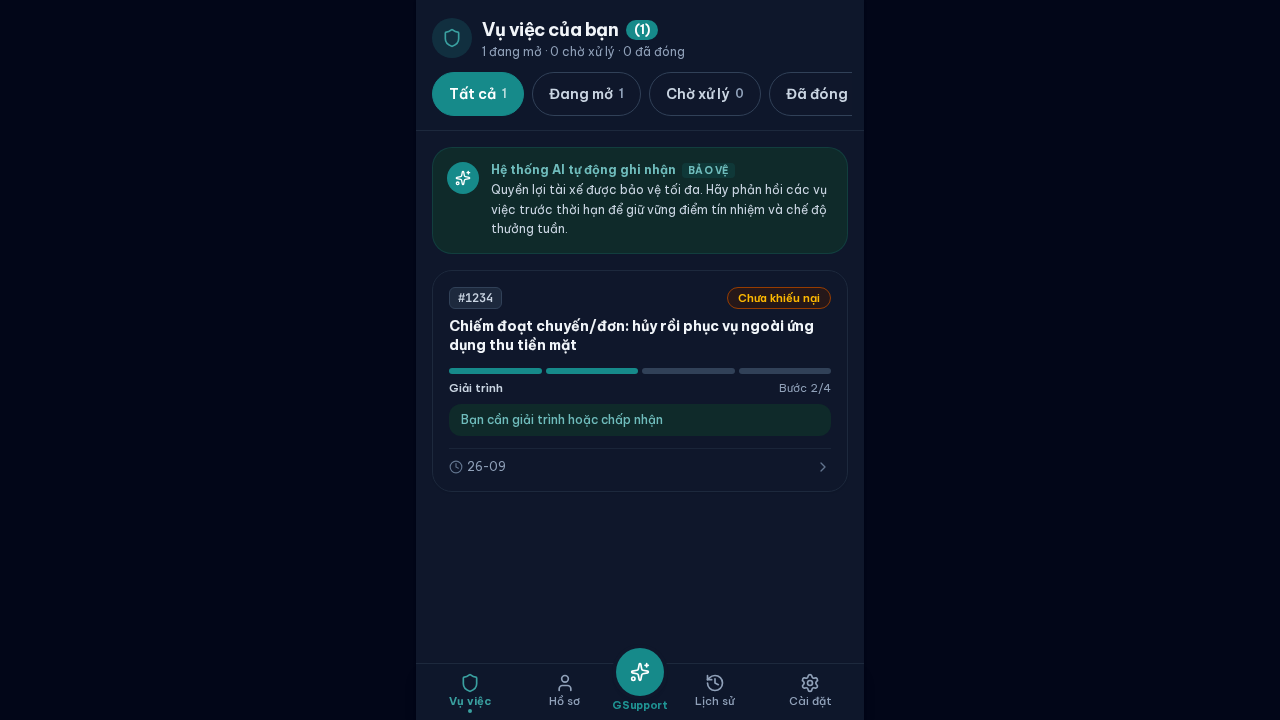 Vụ việc của bạn (1)
1 đang mở · 0 chờ xử lý · 0 đã đóng
Tất cả 1
Đang mở 1
Chờ xử lý 0
Đã đóng
Hệ thống AI tự động ghi nhận BẢO VỆ
Quyền lợi tài xế được bảo vệ tối đa. Hãy phản hồi các vụ
việc trước thời hạn để giữ vững điểm tín nhiệm và chế độ
thưởng tuần.
#1234
Chưa khiếu nại
Chiếm đoạt chuyến/đơn: hủy rồi phục vụ ngoài ứng
dụng thu tiền mặt
Giải trình
Bước 2/4
Bạn cần giải trình hoặc chấp nhận
26-09
Vụ việc
Hồ sơ
GSupport
Lịch sử
Cài đặt